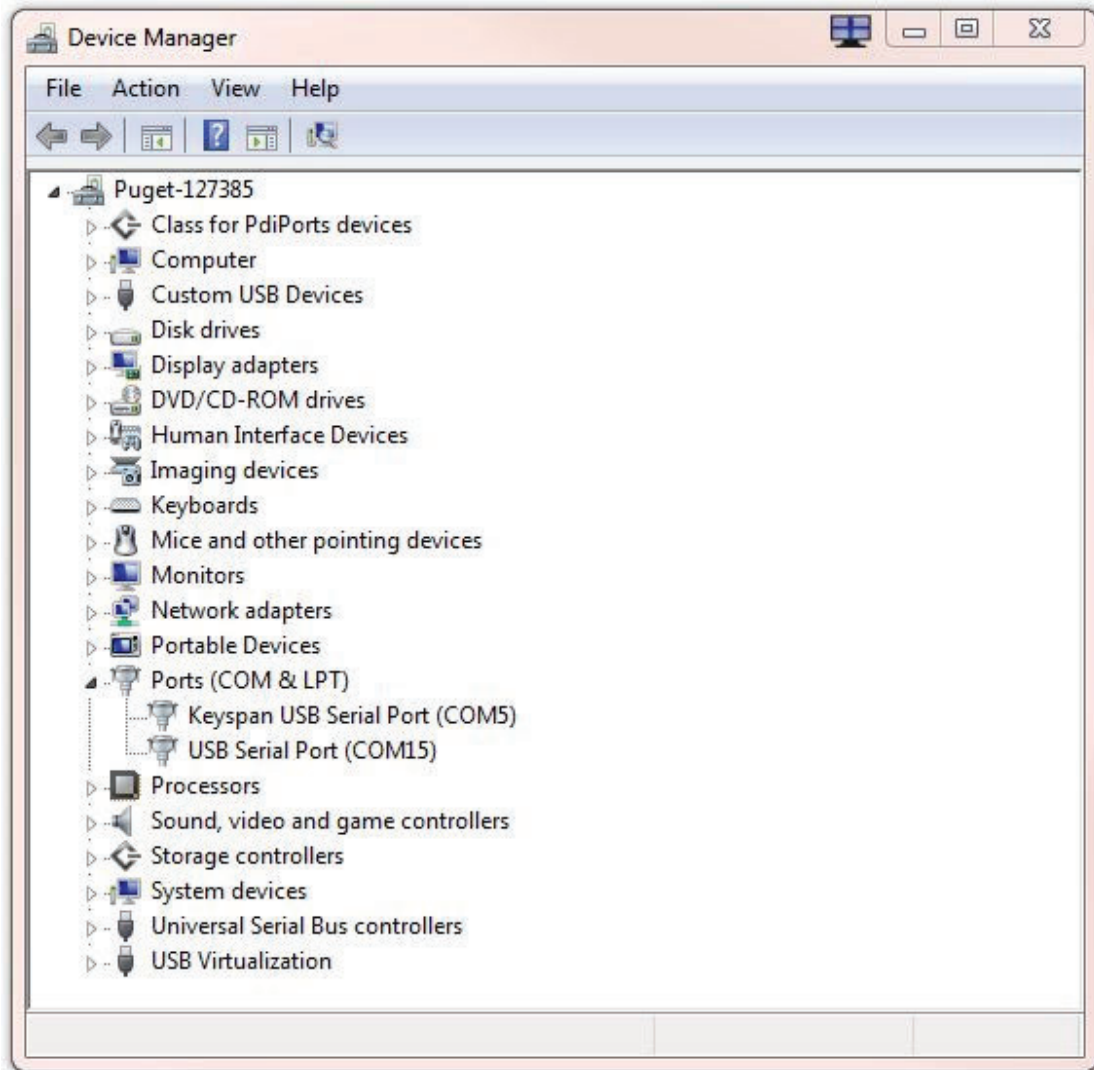 Device Manager
File Action View Help
Puget-127385
Class for PdiPorts devices
Computer
Custom USB Devices
Disk drives
Display adapters
DVD/CD-ROM drives
Human Interface Devices
Imaging devices
Keyboards
Mice and other pointing devices
Monitors
Network adapters
Portable Devices
Ports (COM & LPT)
Keyspan USB Serial Port (COM5)
USB Serial Port (COM15)
Processors
Sound, video and game controllers
Storage controllers
System devices
Universal Serial Bus controllers
USB Virtualization